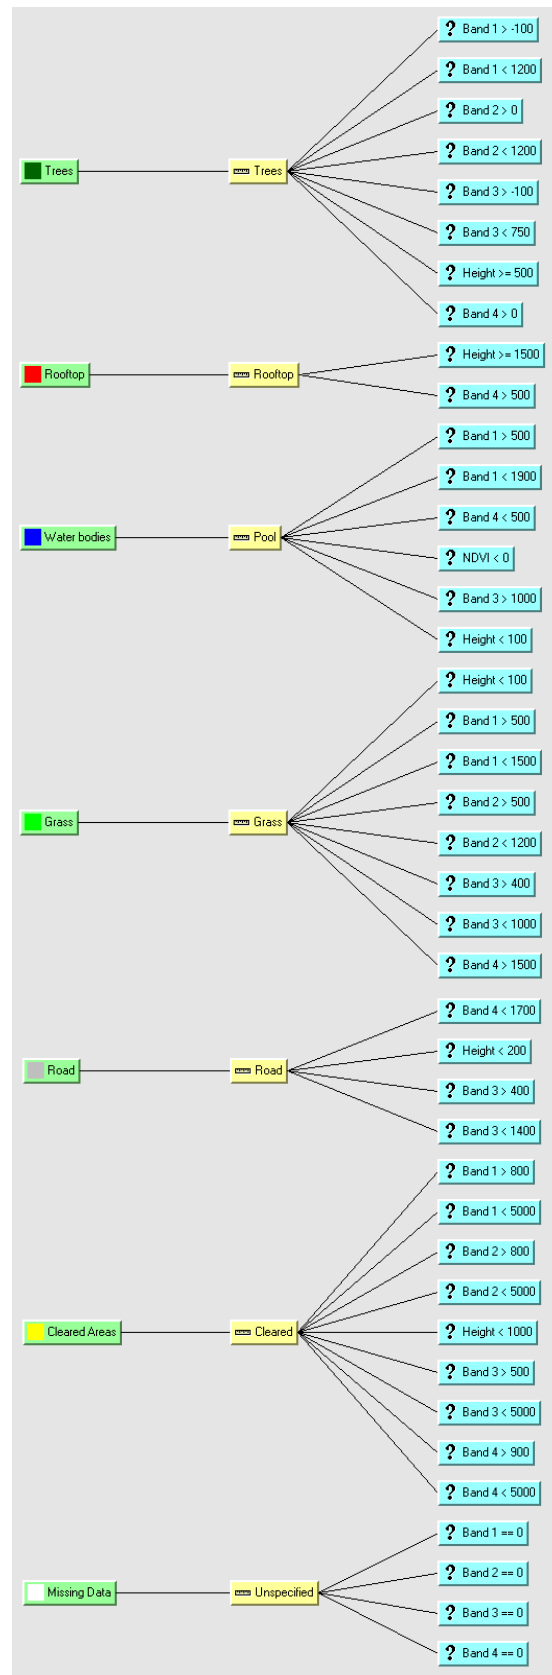 Trees
Trees
? Band 1 > -100
? Band 1 < 1200
? Band 2 > 0
? Band 2 < 1200
? Band 3 > -100
? Band 3 < 750
? Height >= 500
? Band 4 > 0
Rooftop
Rooftop
? Height >= 1500
? Band 4 > 500
Water bodies
Pool
? Band 1 > 500
? Band 1 < 1900
? Band 4 < 500
? NDVI < 0
? Band 3 > 1000
? Height < 100
Grass
Grass
? Height < 100
? Band 1 > 500
? Band 1 < 1500
? Band 2 > 500
? Band 2 < 1200
? Band 3 > 400
? Band 3 < 1000
? Band 4 > 1500
Road
Road
? Band 4 < 1700
? Height < 200
? Band 3 > 400
? Band 3 < 1400
Cleared Areas
Cleared
? Band 1 > 800
? Band 1 < 5000
? Band 2 > 800
? Band 2 < 5000
? Height < 1000
? Band 3 > 500
? Band 3 < 5000
? Band 4 > 900
? Band 4 < 5000
Missing Data
Unspecified
? Band 1 == 0
? Band 2 == 0
? Band 3 == 0
? Band 4 == 0